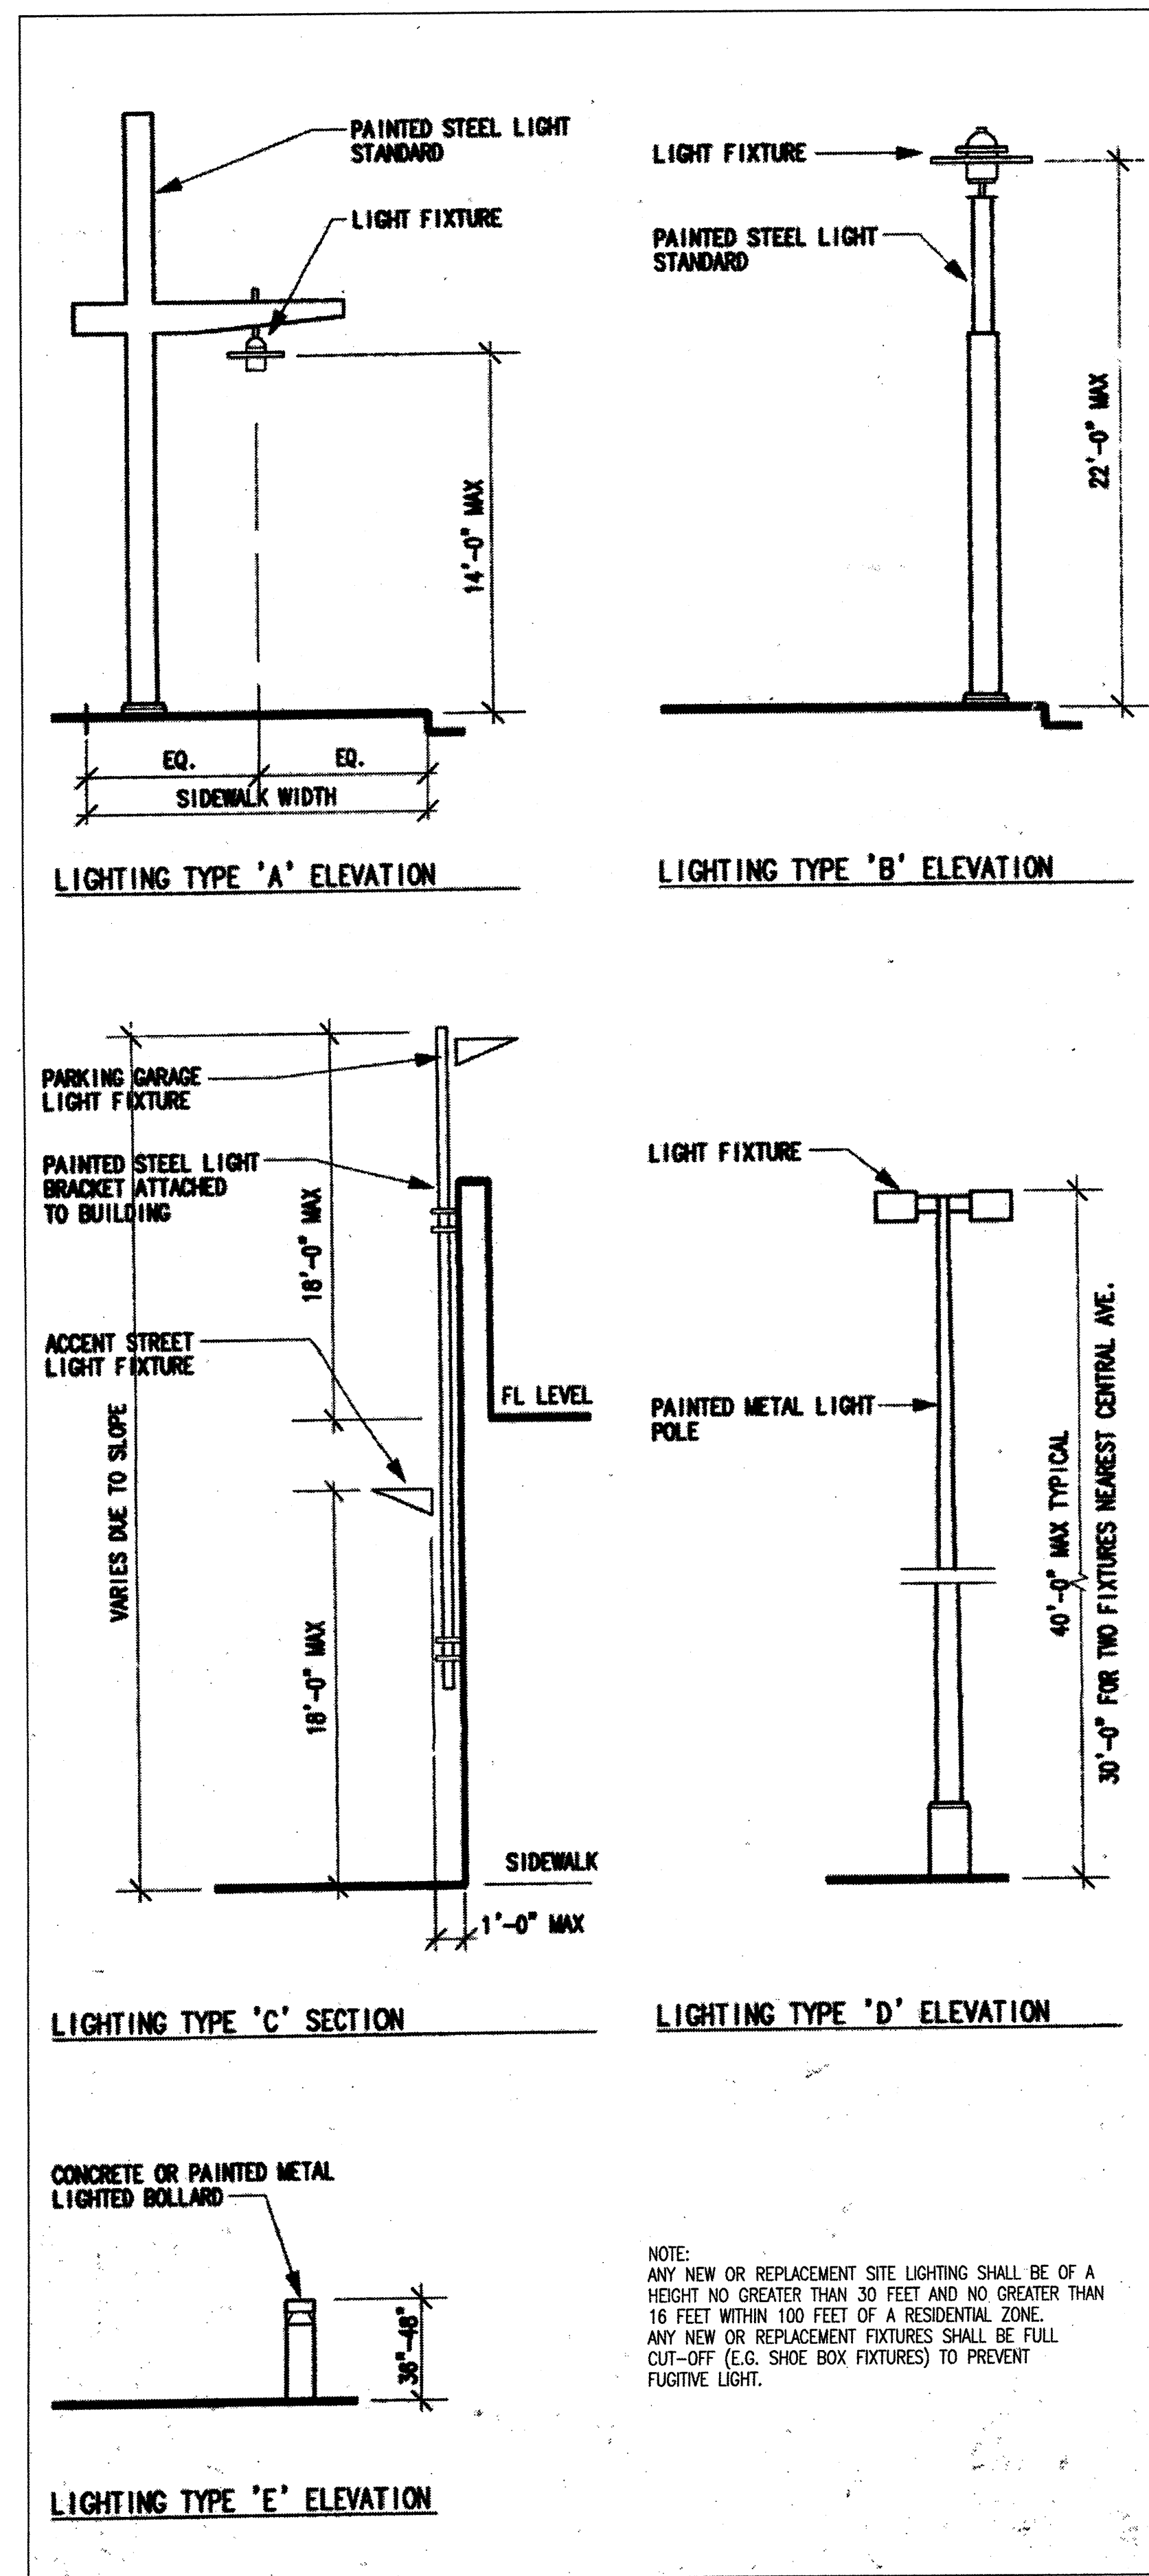 PAINTED STEEL LIGHT
STANDARD
LIGHT FIXTURE
14'-0" MAX
EQ.
EQ.
SIDEWALK WIDTH
LIGHTING TYPE 'A' ELEVATION
LIGHT FIXTURE
PAINTED STEEL LIGHT
STANDARD
22'-0" MAX
LIGHTING TYPE 'B' ELEVATION
PARKING GARAGE
LIGHT FIXTURE
PAINTED STEEL LIGHT
BRACKET ATTACHED
TO BUILDING
18'-0" MAX
ACCENT STREET
LIGHT FIXTURE
FL LEVEL
VARIES DUE TO SLOPE
18'-0" MAX
SIDEWALK
1'-0" MAX
LIGHTING TYPE 'C' SECTION
LIGHT FIXTURE
PAINTED METAL LIGHT
POLE
40'-0" MAX TYPICAL
30'-0" FOR TWO FIXTURES NEAREST CENTRAL AVE.
LIGHTING TYPE 'D' ELEVATION
CONCRETE OR PAINTED METAL
LIGHTED BOLLARD
36"-48"
LIGHTING TYPE 'E' ELEVATION
NOTE:
ANY NEW OR REPLACEMENT SITE LIGHTING SHALL BE OF A
HEIGHT NO GREATER THAN 30 FEET AND NO GREATER THAN
16 FEET WITHIN 100 FEET OF A RESIDENTIAL ZONE.
ANY NEW OR REPLACEMENT FIXTURES SHALL BE FULL
CUT-OFF (E.G. SHOE BOX FIXTURES) TO PREVENT
FUGITIVE LIGHT.